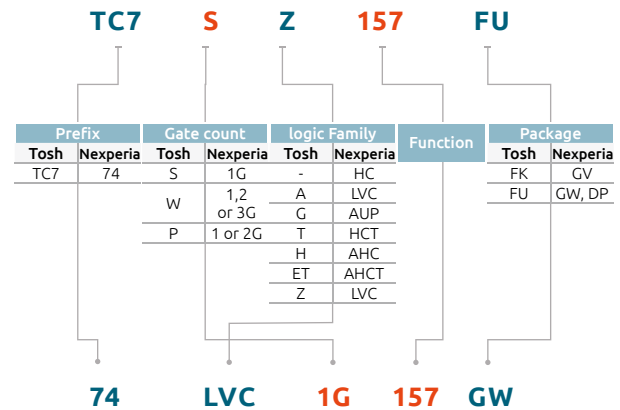 TC7 S Z 157 FU
Prefix Gate count logic Family Function Package
Tosh Nexperia Tosh Nexperia Tosh Nexperia Tosh Nexperia
TC7 74 S 1G - HC FK GV
W 1,2 or 3G A LVC FU GW, DP
G AUP
P 1 or 2G T HCT
H AHC
ET AHCT
Z LVC
74 LVC 1G 157 GW